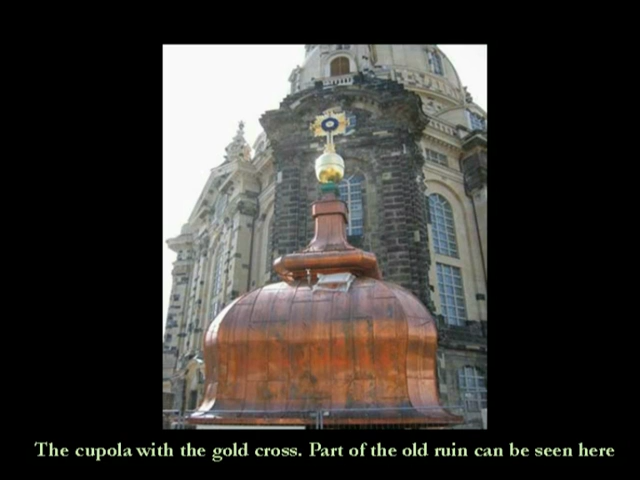 The cupola with the gold cross. Part of the old ruin can be seen here